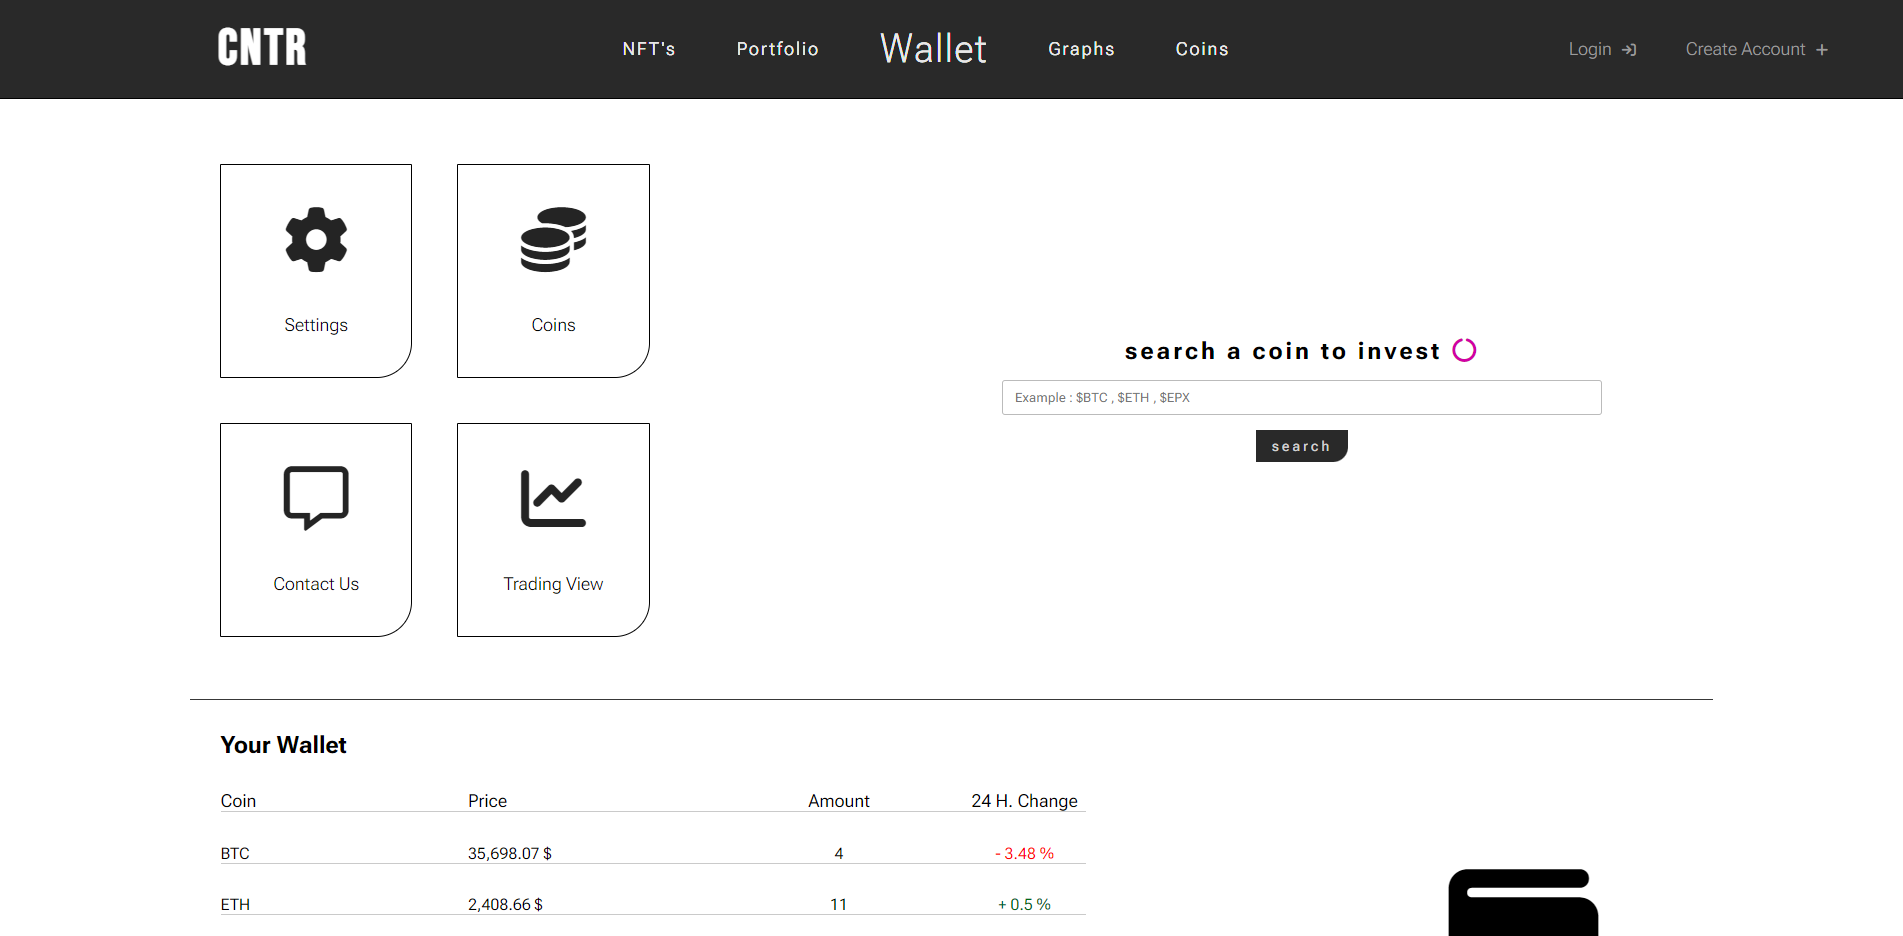 CNTR
NFT's Portfolio Wallet Graphs Coins
Login Create Account
Settings Coins
search a coin to invest
Example : $BTC , $ETH , $EPX
search
Contact Us Trading View
Your Wallet
Coin Price Amount 24 H. Change
BTC 35,698.07 $ 4 - 3.48 %
ETH 2,408.66 $ 11 + 0.5 %